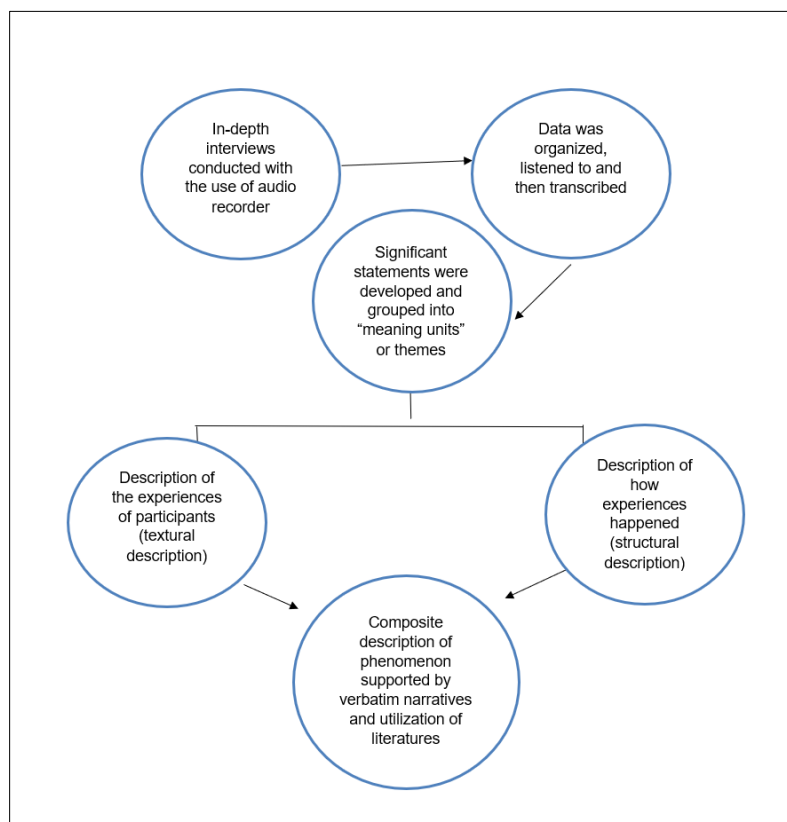 In-depth
interviews
conducted with
the use of audio
recorder
Data was
organized,
listened to and
then transcribed
Significant
statements were
developed and
grouped into
“meaning units”
or themes
Description of
the experiences
of participants
(textural
description)
Description of
how
experiences
happened
(structural
description)
Composite
description of
phenomenon
supported by
verbatim narratives
and utilization of
literatures